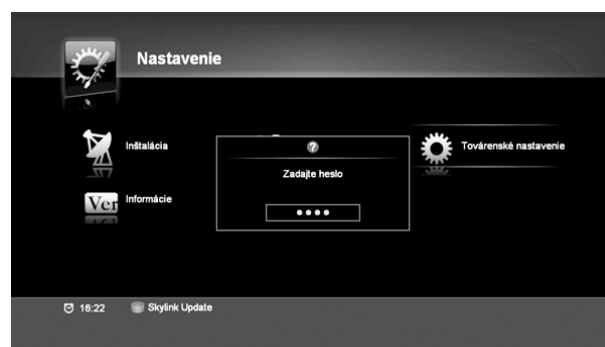 Nastavenie
Inštalácia
Zadajte heslo
Továrenské nastavenie
Ver
Informácie
16:22 Skylink Update